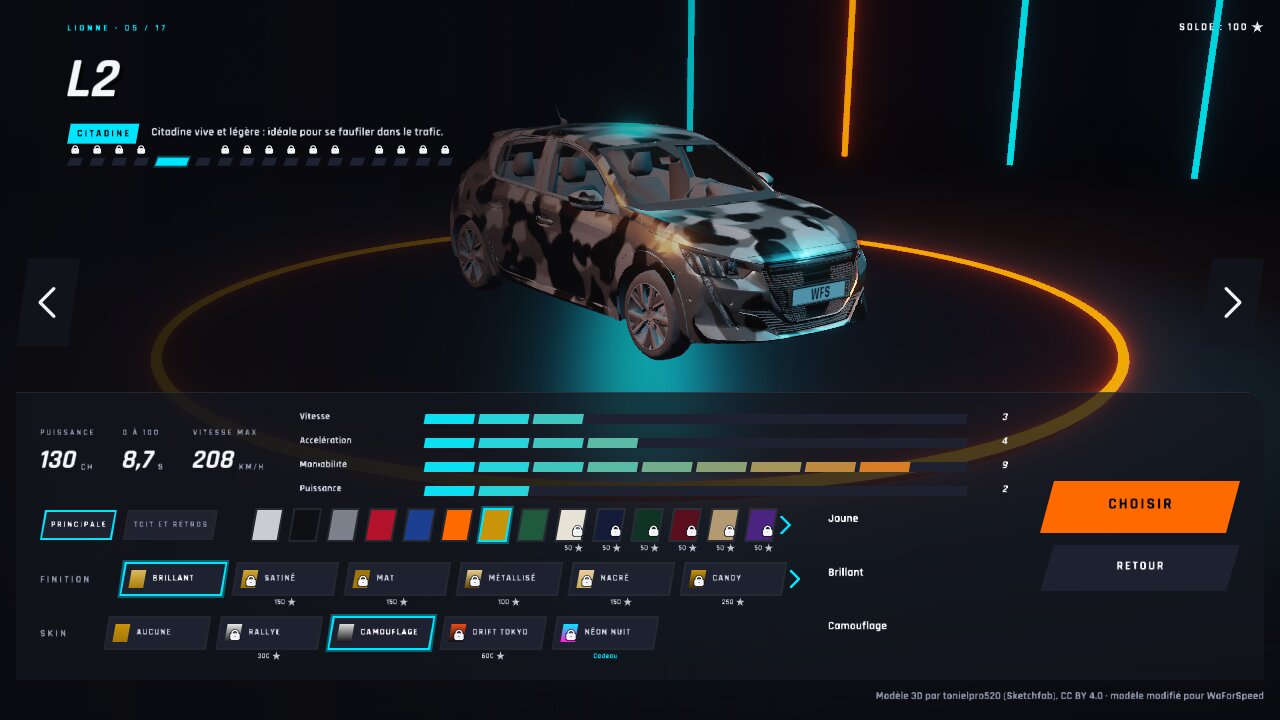 LIONNE · 05 / 17
SOLDE : 100 ★
L2
CITADINE
Citadine vive et légère : idéale pour se faufiler dans le trafic.
WFS
PUISSANCE
130 CH
0 À 100
8,7 S
VITESSE MAX
208 KM/H
Vitesse 3
Accélération 4
Maniabilité 9
Puissance 2
PRINCIPALE
TOIT ET RÉTROS
50 ★ 50 ★ 50 ★ 50 ★ 50 ★ 50 ★
Jaune
FINITION
BRILLANT
SATINÉ
150 ★
MAT
150 ★
MÉTALLISÉ
100 ★
NACRÉ
150 ★
CANDY
250 ★
Brillant
SKIN
AUCUNE
RALLYE
300 ★
CAMOUFLAGE
DRIFT TOKYO
600 ★
NÉON NUIT
Cadeau
Camouflage
CHOISIR
RETOUR
Modèle 3D par tonielpro520 (Sketchfab), CC BY 4.0 · modèle modifié pour WaForSpeed